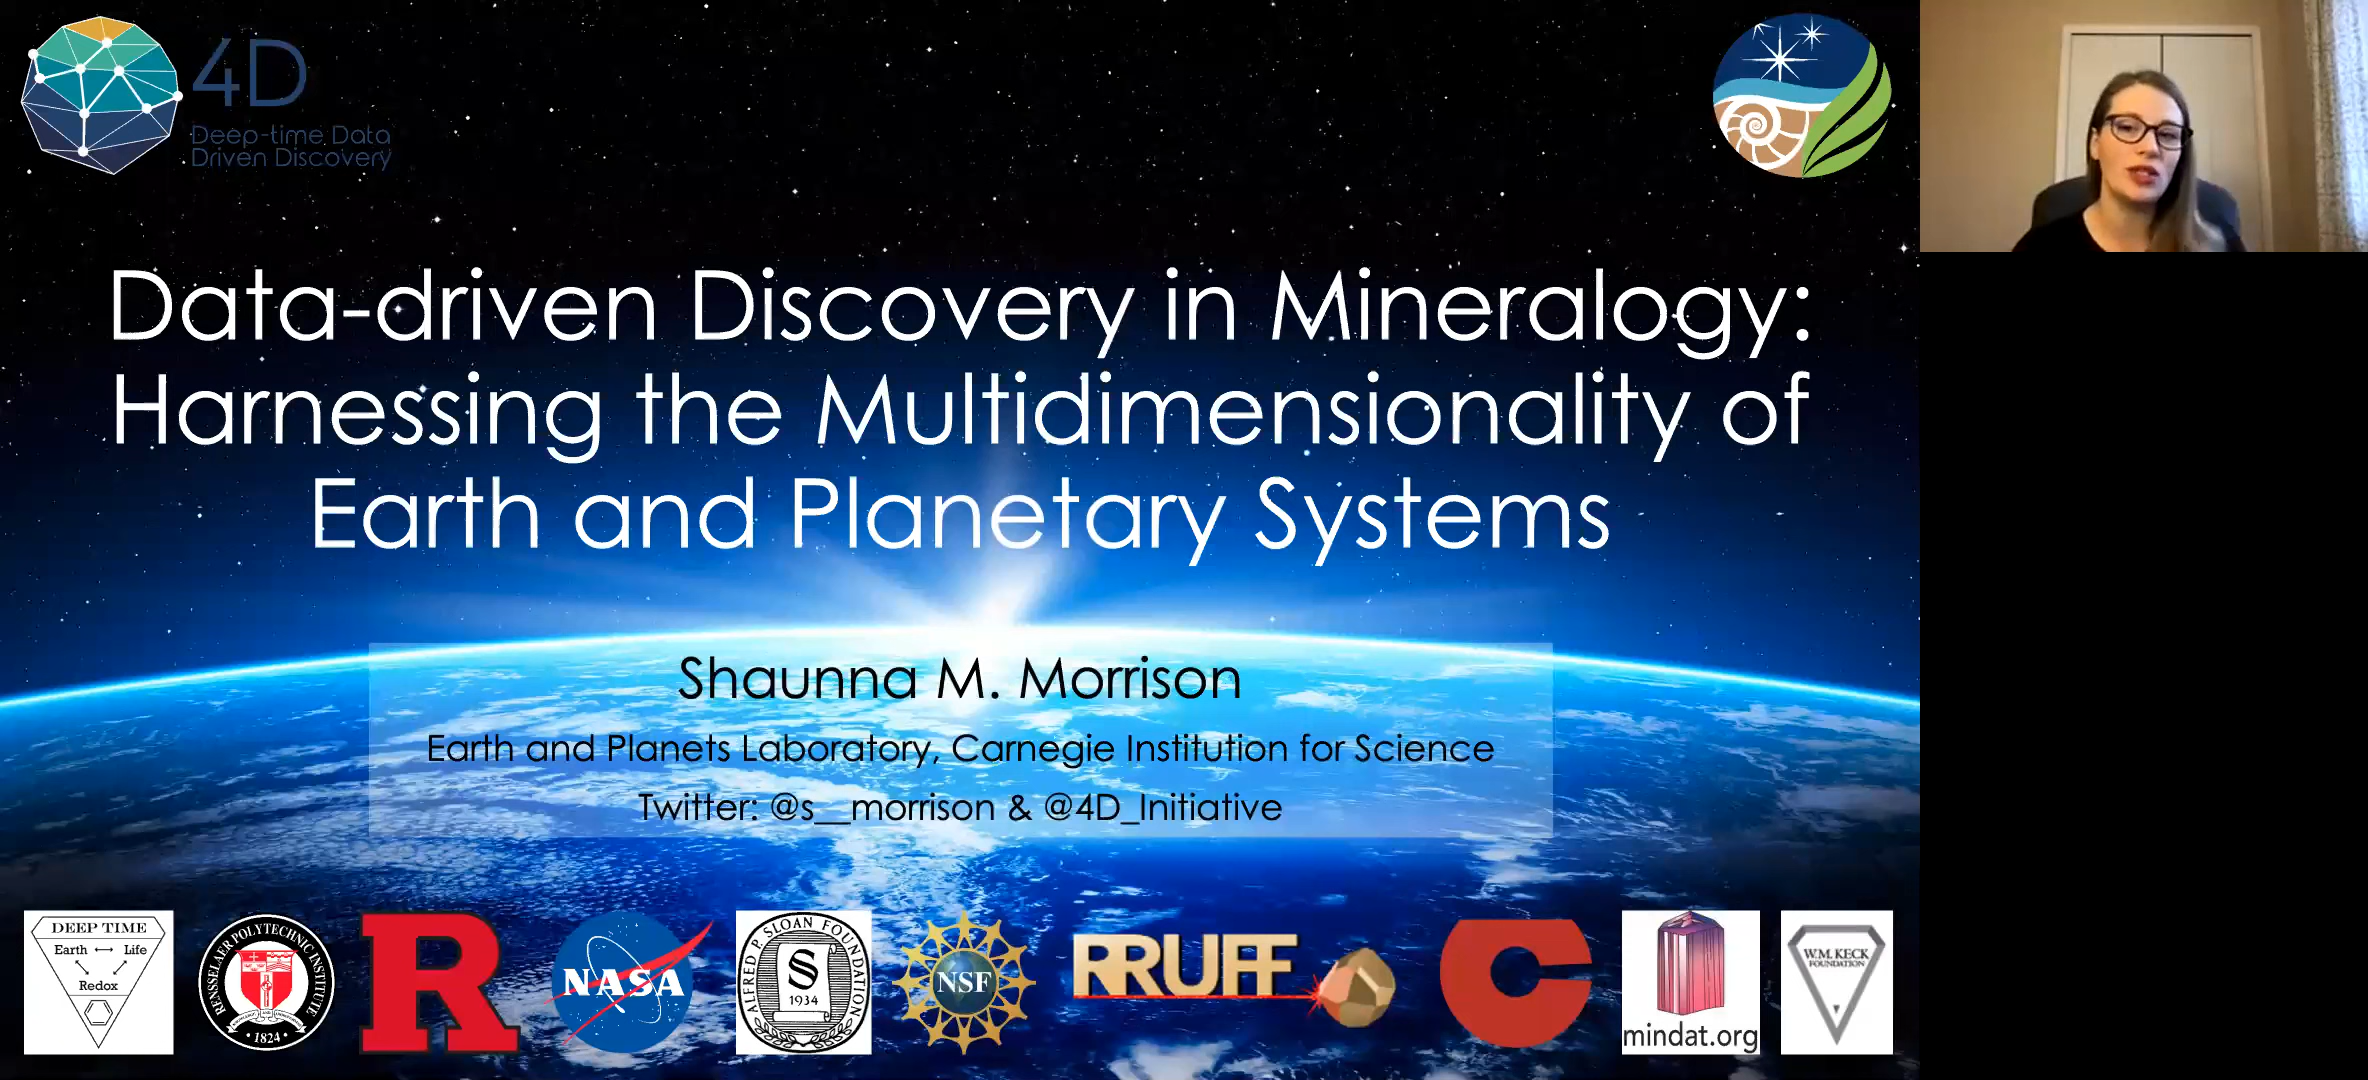 4D
Deep-time Data
Driven Discovery
Data-driven Discovery in Mineralogy:
Harnessing the Multidimensionality of
Earth and Planetary Systems
Shaunna M. Morrison
Earth and Planets Laboratory, Carnegie Institution for Science
Twitter: @s__morrison & @4D_Initiative
DEEP TIME
Earth ↔ Life
Redox
RENSSELAER POLYTECHNIC INSTITUTE
1824
R
NASA
ALFRED P. SLOAN FOUNDATION
S
1934
NSF
RRUFF
C
mindat.org
W.M. KECK
FOUNDATION